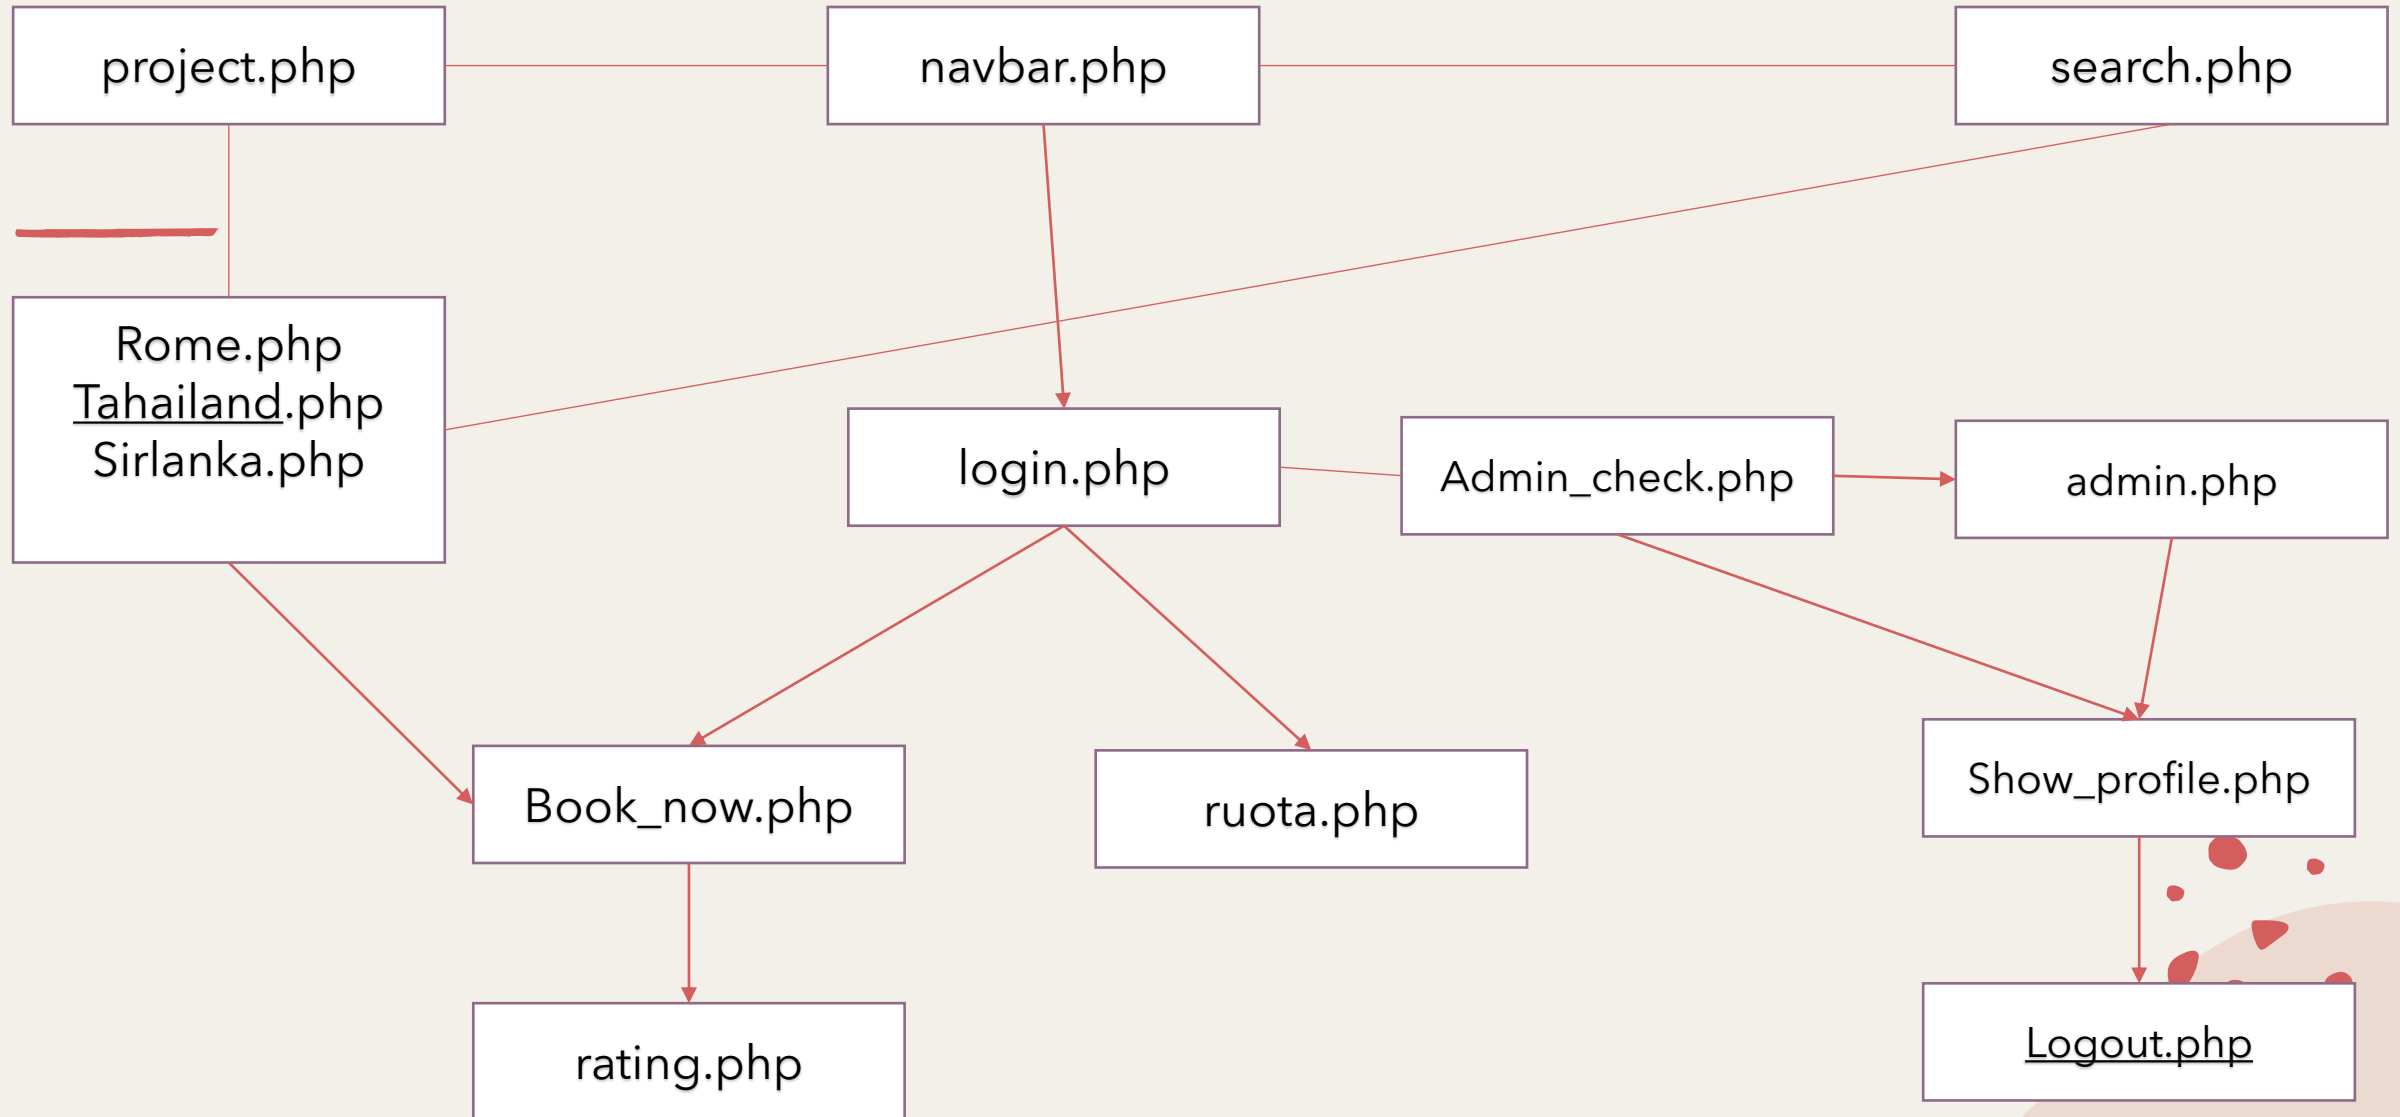 project.php
navbar.php
search.php
Rome.php
Tahailand.php
Sirlanka.php
login.php
Admin_check.php
admin.php
Book_now.php
ruota.php
Show_profile.php
rating.php
Logout.php